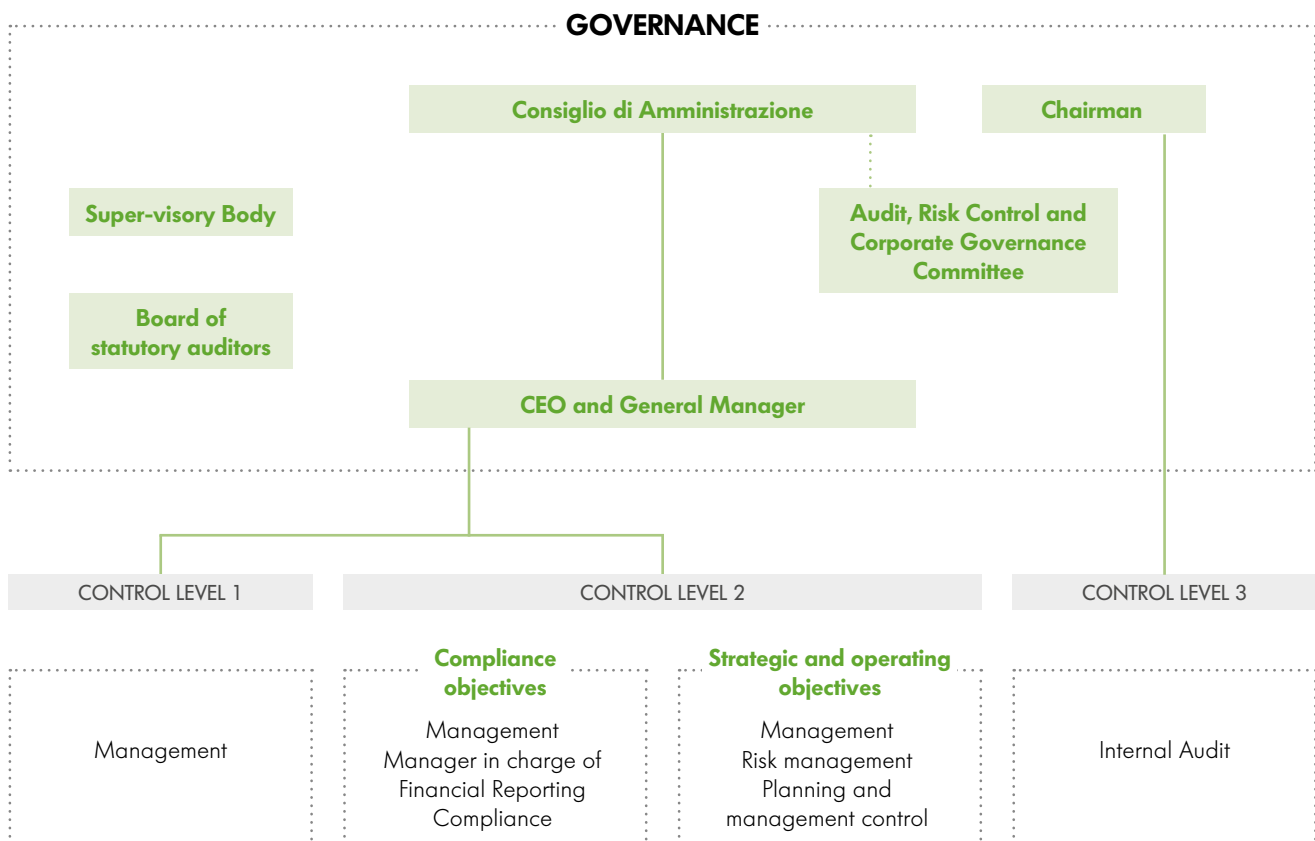 GOVERNANCE
Consiglio di Amministrazione
Chairman
Super-visory Body
Audit, Risk Control and
Corporate Governance
Committee
Board of
statutory auditors
CEO and General Manager
CONTROL LEVEL 1
CONTROL LEVEL 2
CONTROL LEVEL 3
Management
Compliance
objectives
Management
Manager in charge of
Financial Reporting
Compliance
Strategic and operating
objectives
Management
Risk management
Planning and
management control
Internal Audit